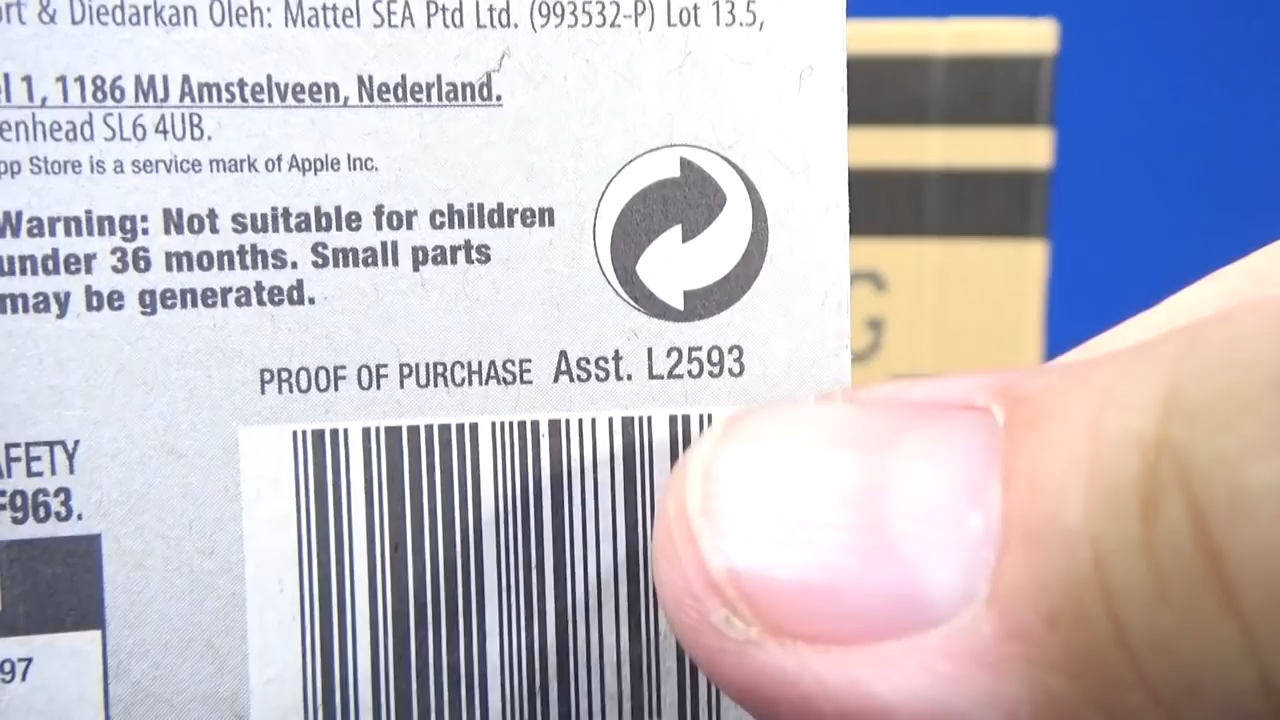 & Diedarkan Oleh: Mattel SEA Ptd Ltd. (993532-P) Lot 13.5,
1, 1186 MJ Amstelveen, Nederland.
enhead SL6 4UB.
pp Store is a service mark of Apple Inc.
Warning: Not suitable for children
under 36 months. Small parts
may be generated.
PROOF OF PURCHASE Asst. L2593
AFETY
F963.
97
G